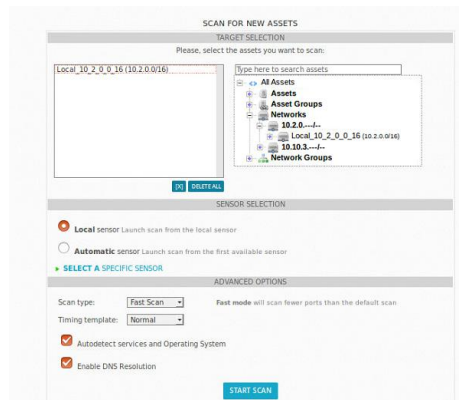 SCAN FOR NEW ASSETS
TARGET SELECTION
Please, select the assets you want to scan:
Local_10_2_0_0_16 (10.2.0.0/16)
Type here to search assets
All Assets
Assets
Asset Groups
Networks
10.2.0.---/--
Local_10_2_0_0_16 (10.2.0.0/16)
10.10.3.---/--
Network Groups
[X] DELETE ALL
SENSOR SELECTION
Local sensor Launch scan from the local sensor
Automatic sensor Launch scan from the first available sensor
SELECT A SPECIFIC SENSOR
ADVANCED OPTIONS
Scan type: Fast Scan Fast mode will scan fewer ports than the default scan
Timing template: Normal
Autodetect services and Operating System
Enable DNS Resolution
START SCAN